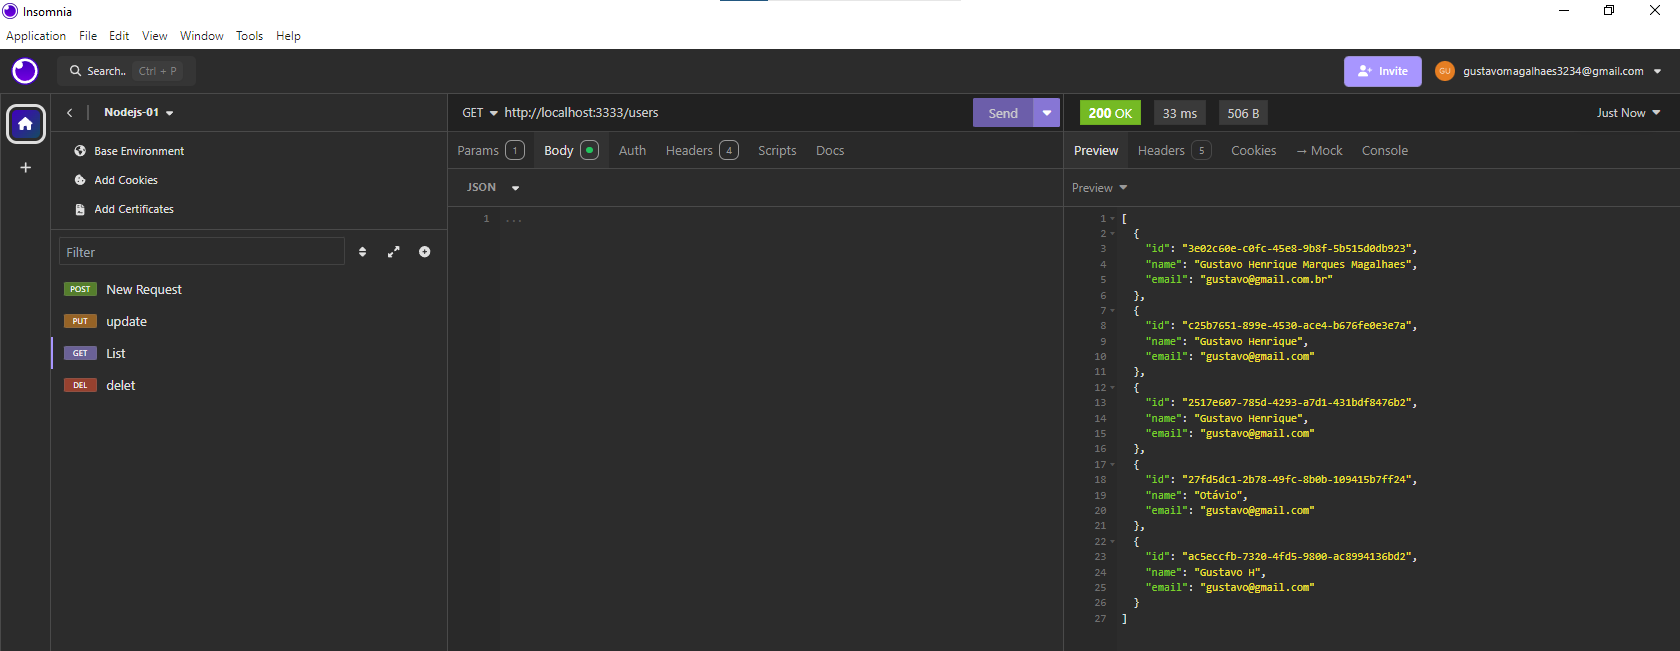 Insomnia
Application File Edit View Window Tools Help
Search.. Ctrl + P
Invite GU gustavomagalhaes3234@gmail.com
Nodejs-01
GET http://localhost:3333/users Send
200 OK 33 ms 506 B Just Now
Base Environment
Add Cookies
Add Certificates
Filter
POST New Request
PUT update
GET List
DEL delet
Params 1 Body Auth Headers 4 Scripts Docs
JSON
1 ...
Preview Headers 5 Cookies → Mock Console
Preview
1 [
2 {
3 "id": "3e02c60e-c0fc-45e8-9b8f-5b515d0db923",
4 "name": "Gustavo Henrique Marques Magalhaes",
5 "email": "gustavo@gmail.com.br"
6 },
7 {
8 "id": "c25b7651-899e-4530-ace4-b676fe0e3e7a",
9 "name": "Gustavo Henrique",
10 "email": "gustavo@gmail.com"
11 },
12 {
13 "id": "2517e607-785d-4293-a7d1-431bdf8476b2",
14 "name": "Gustavo Henrique",
15 "email": "gustavo@gmail.com"
16 },
17 {
18 "id": "27fd5dc1-2b78-49fc-8b0b-109415b7ff24",
19 "name": "Otávio",
20 "email": "gustavo@gmail.com"
21 },
22 {
23 "id": "ac5eccfb-7320-4fd5-9800-ac8994136bd2",
24 "name": "Gustavo H",
25 "email": "gustavo@gmail.com"
26 }
27 ]